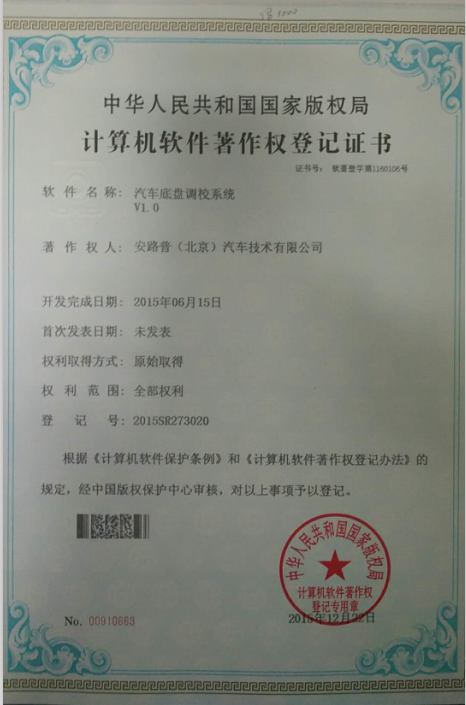 中华人民共和国国家版权局
计算机软件著作权登记证书
证书号： 软著登字第1160106号
软件名称： 汽车底盘调校系统
V1.0
著作权人： 安路普（北京）汽车技术有限公司
开发完成日期： 2015年06月15日
首次发表日期： 未发表
权利取得方式： 原始取得
权利范围： 全部权利
登记号： 2015SR273020
根据《计算机软件保护条例》和《计算机软件著作权登记办法》的
规定，经中国版权保护中心审核，对以上事项予以登记。
中华人民共和国国家版权局
计算机软件著作权
登记专用章
No. 00910663
2015年12月22日